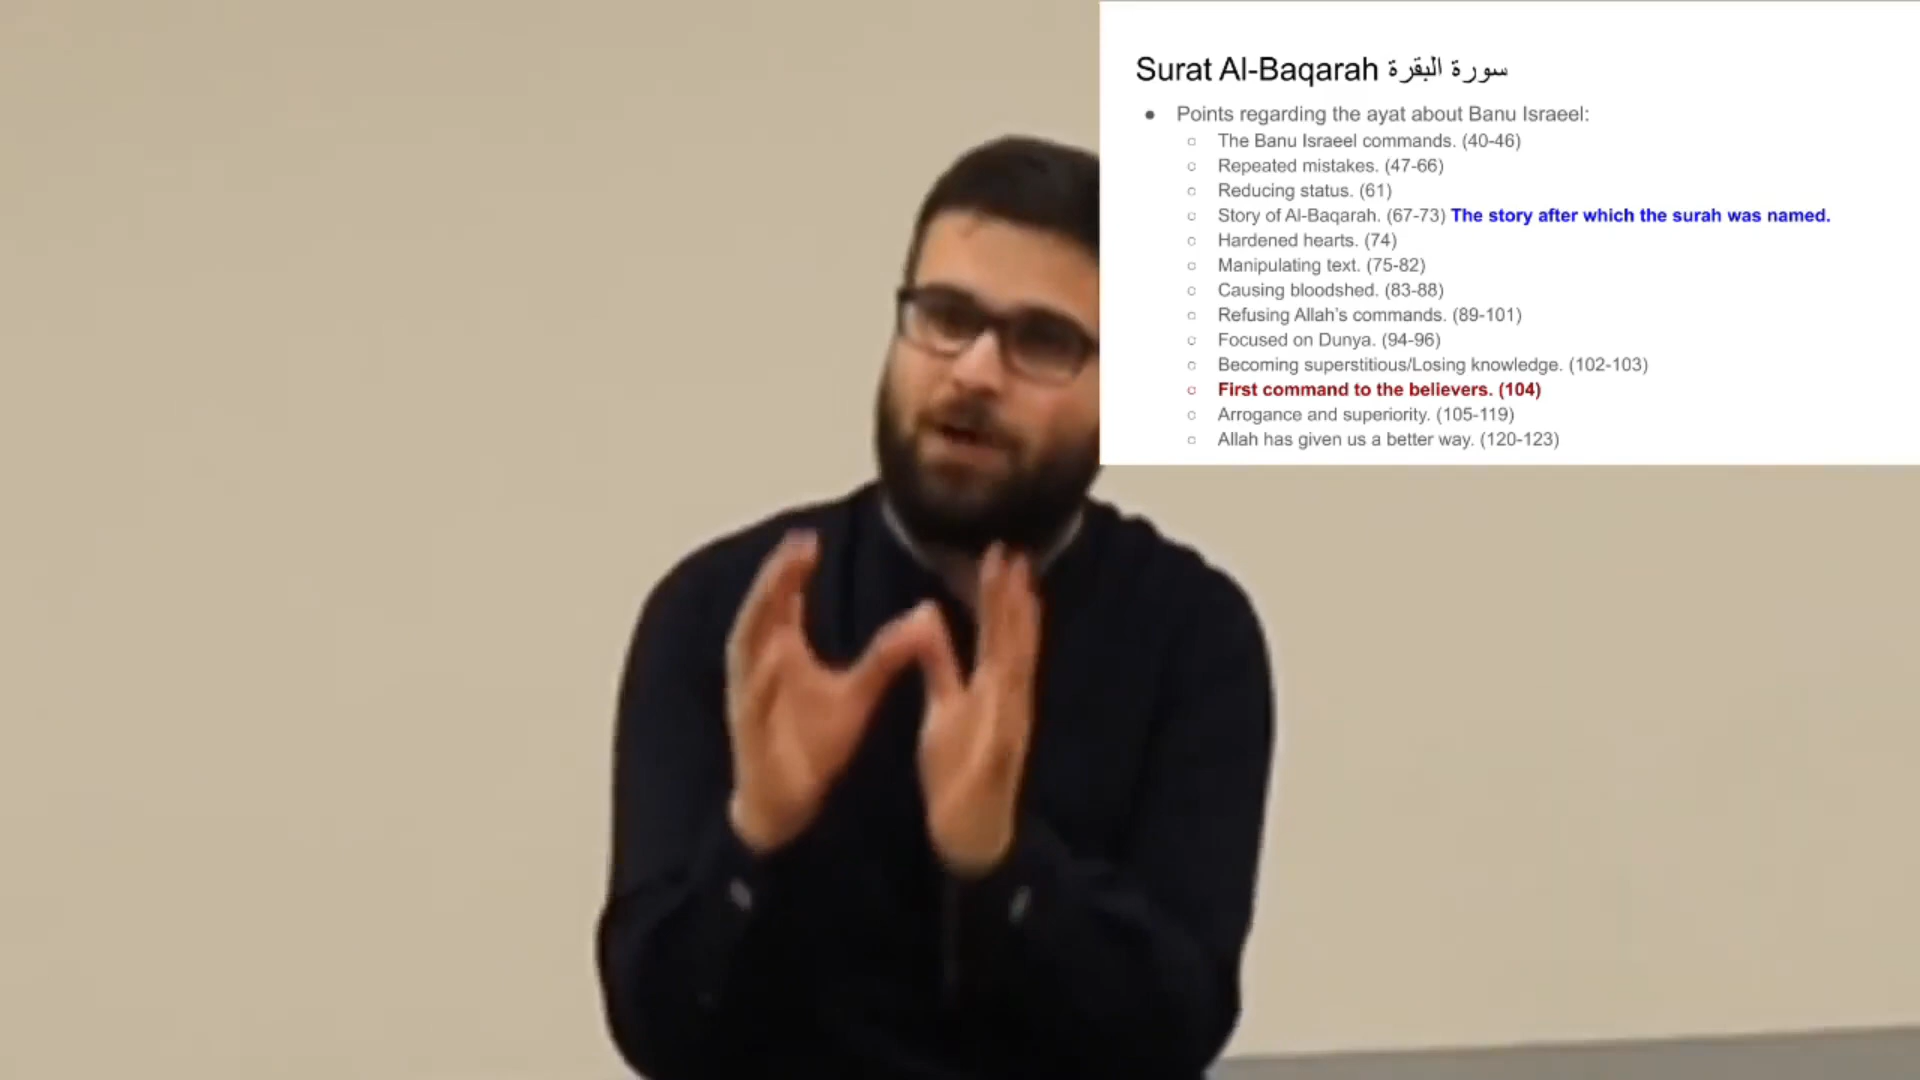 Surat Al-Baqarah سورة البقرة
● Points regarding the ayat about Banu Israeel:
○ The Banu Israeel commands. (40-46)
○ Repeated mistakes. (47-66)
○ Reducing status. (61)
○ Story of Al-Baqarah. (67-73) The story after which the surah was named.
○ Hardened hearts. (74)
○ Manipulating text. (75-82)
○ Causing bloodshed. (83-88)
○ Refusing Allah's commands. (89-101)
○ Focused on Dunya. (94-96)
○ Becoming superstitious/Losing knowledge. (102-103)
○ First command to the believers. (104)
○ Arrogance and superiority. (105-119)
○ Allah has given us a better way. (120-123)